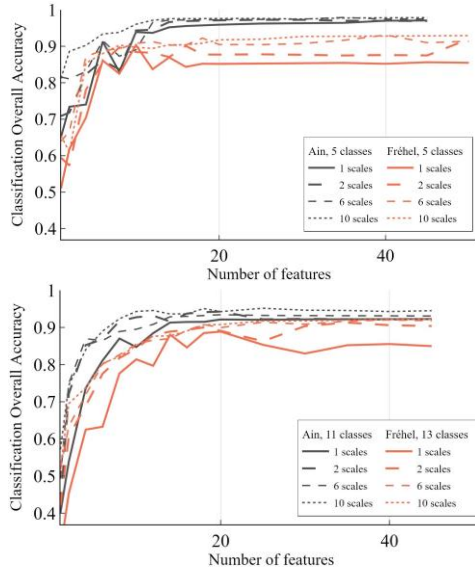 Classification Overall Accuracy
1
0.9
0.8
0.7
0.6
0.5
0.4
20
40
Number of features
Ain, 5 classes Fréhel, 5 classes
1 scales 1 scales
2 scales 2 scales
6 scales 6 scales
10 scales 10 scales
Classification Overall Accuracy
1
0.9
0.8
0.7
0.6
0.5
0.4
20
40
Number of features
Ain, 11 classes Fréhel, 13 classes
1 scales 1 scales
2 scales 2 scales
6 scales 6 scales
10 scales 10 scales